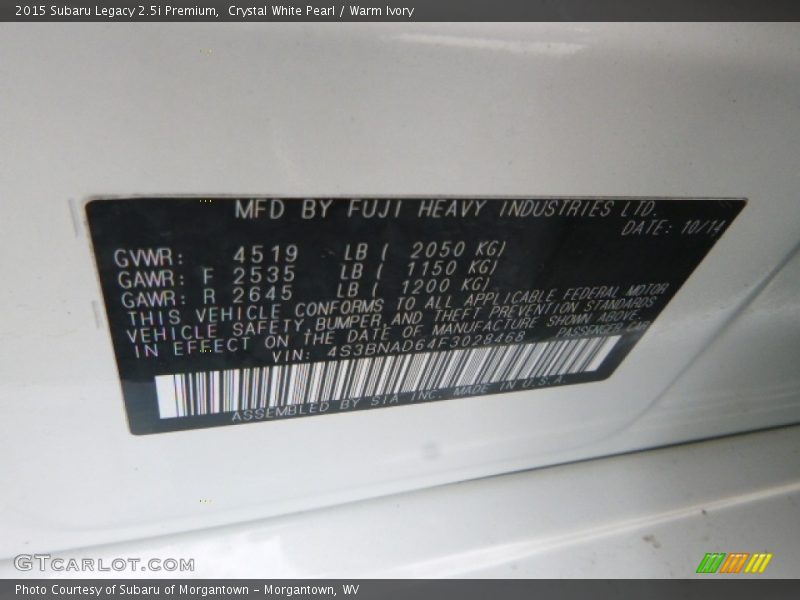 2015 Subaru Legacy 2.5i Premium,  Crystal White Pearl / Warm Ivory
MFD BY FUJI HEAVY INDUSTRIES LTD.
DATE: 10/14
GVWR: 4519 LB ( 2050 KG)
GAWR: F 2535 LB ( 1150 KG)
GAWR: R 2645 LB ( 1200 KG)
THIS VEHICLE CONFORMS TO ALL APPLICABLE FEDERAL MOTOR
VEHICLE SAFETY, BUMPER, AND THEFT PREVENTION STANDARDS
IN EFFECT ON THE DATE OF MANUFACTURE SHOWN ABOVE.
VIN: 4S3BNAD64F3028468 PASSENGER CAR
ASSEMBLED BY SIA INC. MADE IN U.S.A.
GTCARLOT.COM
Photo Courtesy of Subaru of Morgantown - Morgantown, WV